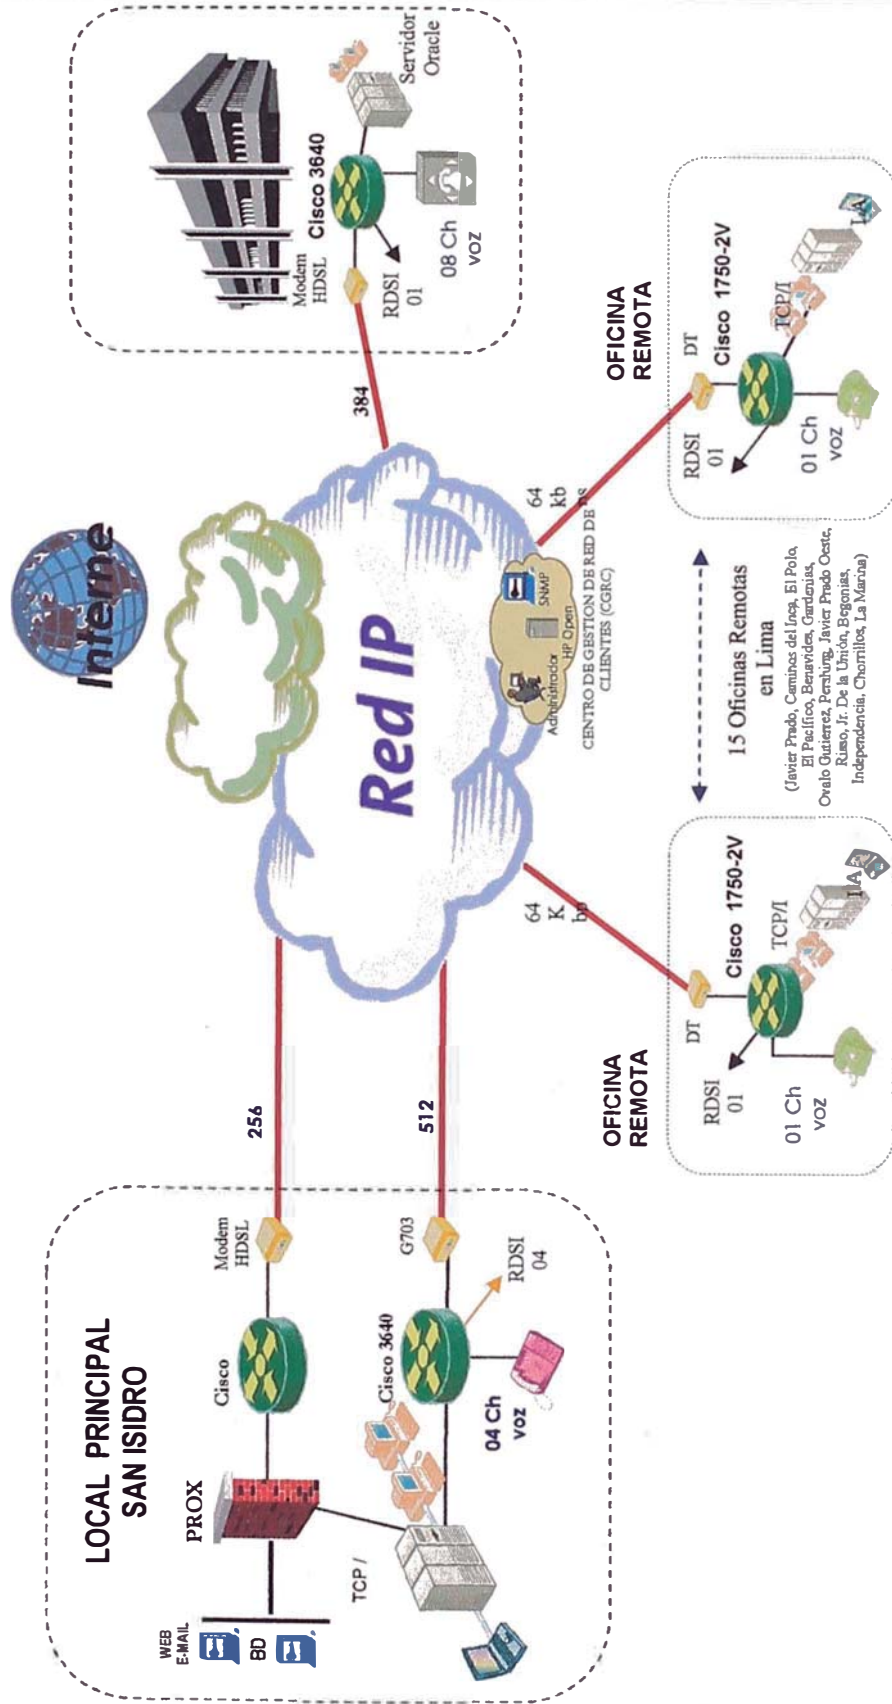 LOCAL PRINCIPAL
SAN ISIDRO
WEB
E-MAIL
BD
PROX
TCP /
Cisco
Modem
HDSL
256
Cisco 3640
G703
512
RDSI
04
04 Ch
voz
Interne
Red IP
Administrador
HP Open
SNMP
CENTRO DE GESTION DE RED DE
CLIENTES (CGRC)
384
Modem
HDSL
Cisco 3640
RDSI
01
08 Ch
voz
Servidor
Oracle
OFICINA
REMOTA
64
K
bp
DT
Cisco 1750-2V
RDSI
01
TCP/I
01 Ch
voz
15 Oficinas Remotas
en Lima
(Javier Prado, Caminos del Inca, El Polo,
El Pacífico, Benavides, Gardenias,
Ovalo Gutierrez, Pershing, Javier Prado Oeste,
Risso, Jr. De la Unión, Begonias,
Independencia, Chorrillos, La Marina)
OFICINA
REMOTA
64
kb
DT
Cisco 1750-2V
RDSI
01
TCP/I
01 Ch
voz